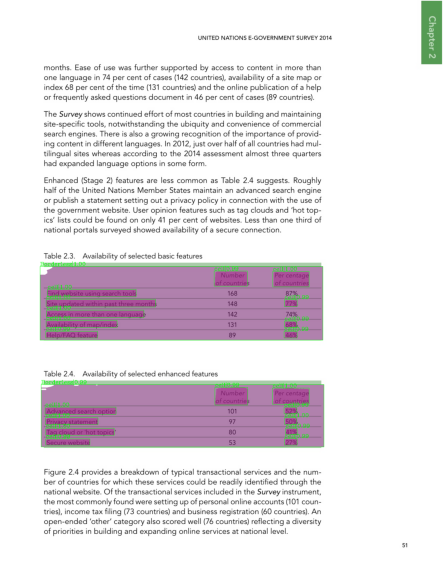 UNITED NATIONS E-GOVERNMENT SURVEY 2014
Chapter 2
months. Ease of use was further supported by access to content in more than
one language in 74 per cent of cases (142 countries), availability of a site map or
index 68 per cent of the time (131 countries) and the online publication of a help
or frequently asked questions document in 46 per cent of cases (89 countries).
The Survey shows continued effort of most countries in building and maintaining
site-specific tools, notwithstanding the ubiquity and convenience of commercial
search engines. There is also a growing recognition of the importance of provid-
ing content in different languages. In 2012, just over half of all countries had mul-
tilingual sites whereas according to the 2014 assessment almost three quarters
had expanded language options in some form.
Enhanced (Stage 2) features are less common as Table 2.4 suggests. Roughly
half of the United Nations Member States maintain an advanced search engine
or publish a statement setting out a privacy policy in connection with the use of
the government website. User opinion features such as tag clouds and ‘hot top-
ics’ lists could be found on only 41 per cent of websites. Less than one third of
national portals surveyed showed availability of a secure connection.
Table 2.3. Availability of selected basic features
Number Per centage
of countries of countries
Find website using search tools 168 87%
Site updated within past three months 148 77%
Access in more than one language 142 74%
Availability of map/index 131 68%
Help/FAQ feature 89 46%
Table 2.4. Availability of selected enhanced features
Number Per centage
of countries of countries
Advanced search option 101 52%
Privacy statement 97 50%
Tag cloud or ‘hot topics’ 80 41%
Secure website 53 27%
Figure 2.4 provides a breakdown of typical transactional services and the num-
ber of countries for which these services could be readily identified through the
national website. Of the transactional services included in the Survey instrument,
the most commonly found were setting up of personal online accounts (101 coun-
tries), income tax filing (73 countries) and business registration (60 countries). An
open-ended ‘other’ category also scored well (76 countries) reflecting a diversity
of priorities in building and expanding online services at national level.
51